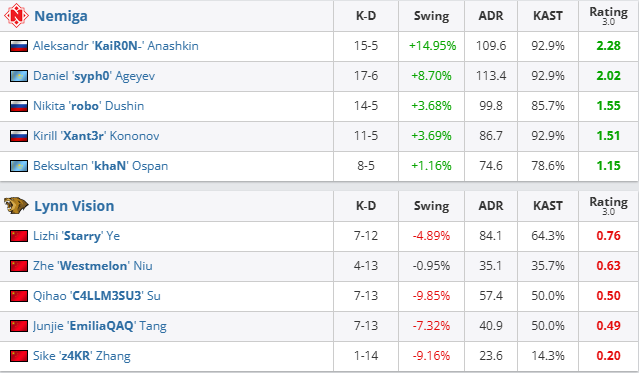 Nemiga K-D Swing ADR KAST Rating 3.0
Aleksandr 'KaiR0N-' Anashkin 15-5 +14.95% 109.6 92.9% 2.28
Daniel 'syph0' Ageyev 17-6 +8.70% 113.4 92.9% 2.02
Nikita 'robo' Dushin 14-5 +3.68% 99.8 85.7% 1.55
Kirill 'Xant3r' Kononov 11-5 +3.69% 86.7 92.9% 1.51
Beksultan 'khaN' Ospan 8-5 +1.16% 74.6 78.6% 1.15
Lynn Vision K-D Swing ADR KAST Rating 3.0
Lizhi 'Starry' Ye 7-12 -4.89% 84.1 64.3% 0.76
Zhe 'Westmelon' Niu 4-13 -0.95% 35.1 35.7% 0.63
Qihao 'C4LLM3SU3' Su 7-13 -9.85% 57.4 50.0% 0.50
Junjie 'EmiliaQAQ' Tang 7-13 -7.32% 40.9 50.0% 0.49
Sike 'z4KR' Zhang 1-14 -9.16% 23.6 14.3% 0.20